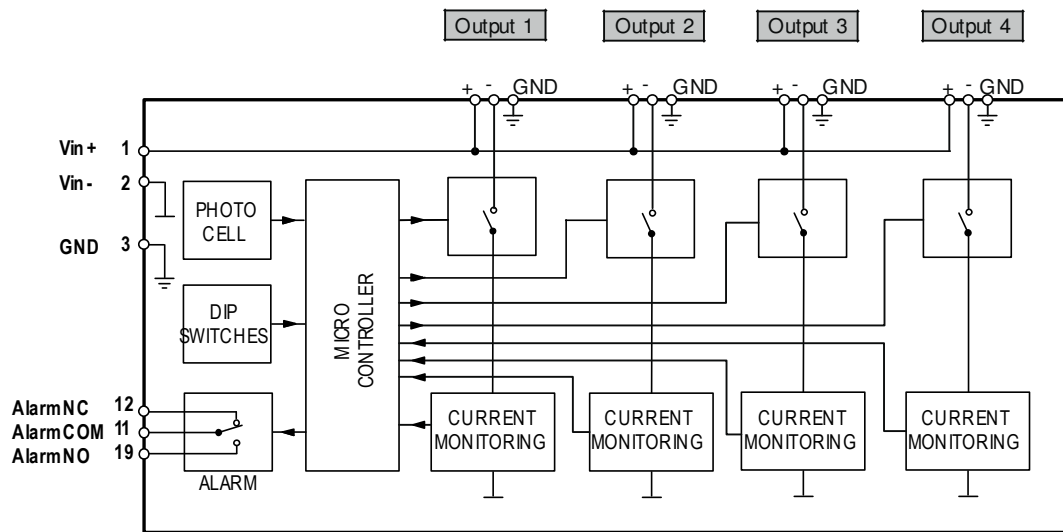 Output 1
Output 2
Output 3
Output 4
+ - GND
+ - GND
+ - GND
+ - GND
Vin+ 1
Vin- 2
GND 3
PHOTO
CELL
DIP
SWITCHES
MICRO
CONTROLLER
AlarmNC 12
AlarmCOM 11
AlarmNO 19
ALARM
CURRENT
MONITORING
CURRENT
MONITORING
CURRENT
MONITORING
CURRENT
MONITORING